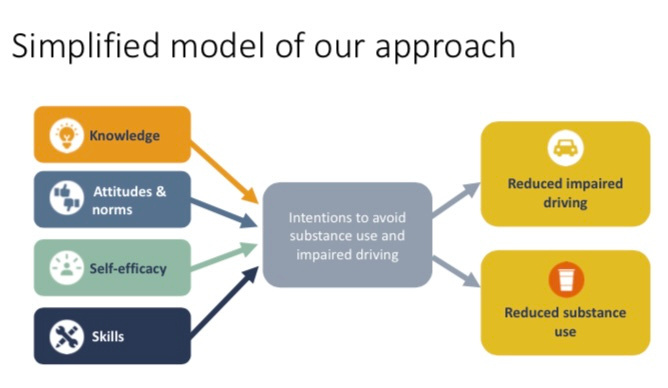 Simplified model of our approach
Knowledge
Attitudes &
norms
Self-efficacy
Skills
Intentions to avoid
substance use and
impaired driving
Reduced impaired
driving
Reduced substance
use